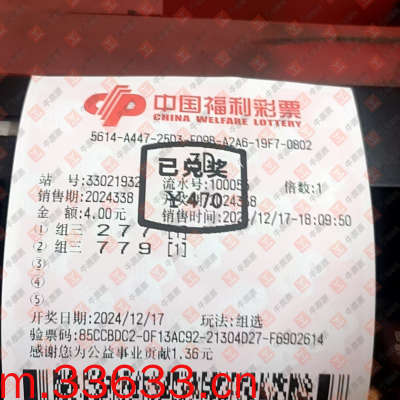 中国福利彩票
CHINA WELFARE LOTTERY
5614-A447-25D3-E09B-A2A6-19F7-0802
已兑奖
¥470
站 号:33021932 流水号:10005 倍数:1
销售期:2024338 开奖期:2024338
金 额:4.00元 销售时间:2024/12/17-18:09:50
① 组三 2 7 7 [1]
② 组三 7 7 9 [1]
③
④
⑤
开奖日期:2024/12/17 玩法:组选
验票码:85CCBDC2-0F13AC92-21304D27-F6902614
感谢您为公益事业贡献1.36元
m.33633.cn